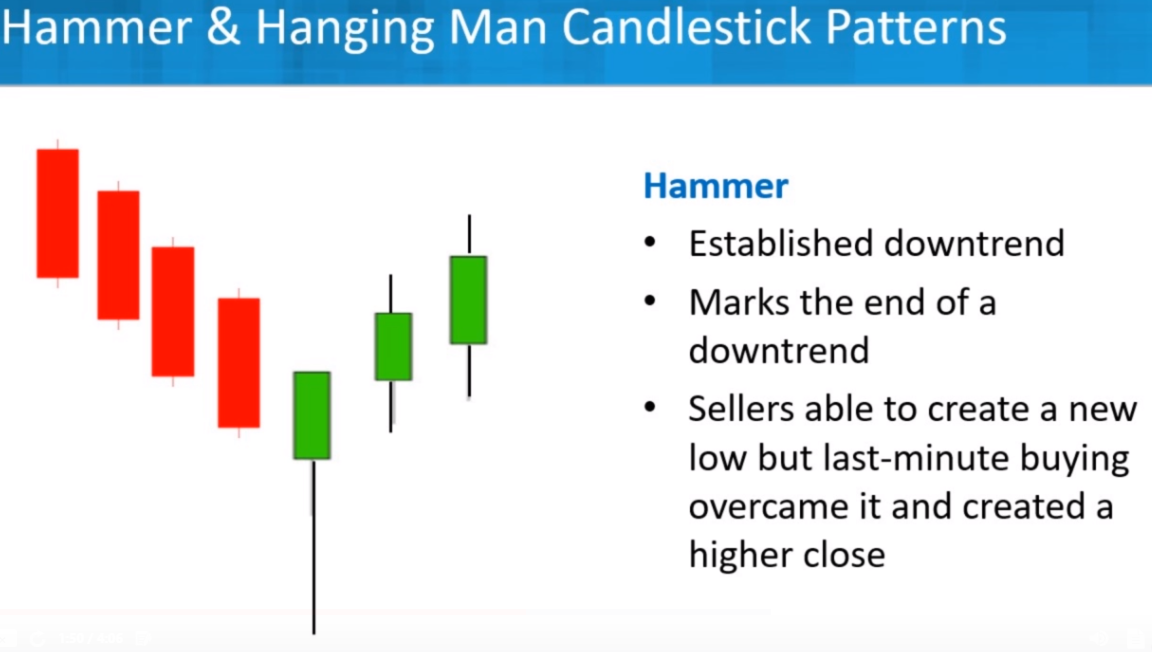 Hammer & Hanging Man Candlestick Patterns
Hammer
• Established downtrend
• Marks the end of a
downtrend
• Sellers able to create a new
low but last-minute buying
overcame it and created a
higher close